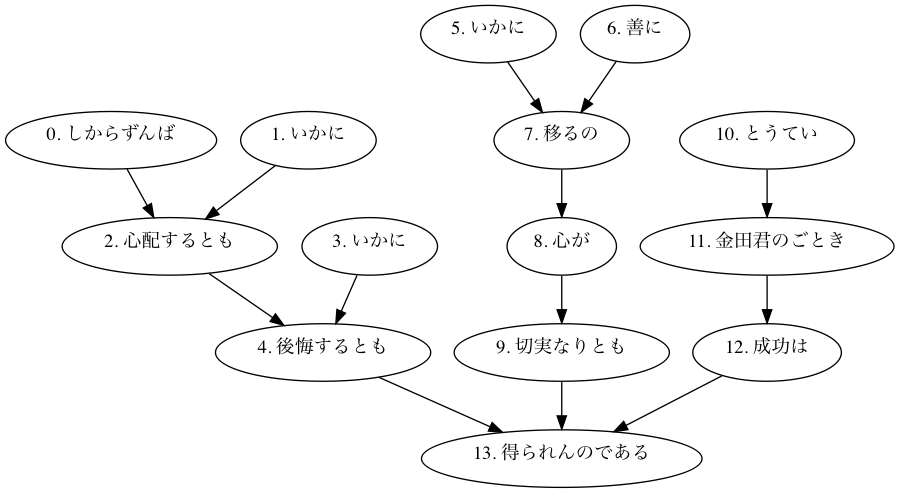 0. しからずんば
1. いかに
2. 心配するとも
3. いかに
4. 後悔するとも
5. いかに
6. 善に
7. 移るの
8. 心が
9. 切実なりとも
10. とうてい
11. 金田君のごとき
12. 成功は
13. 得られんのである